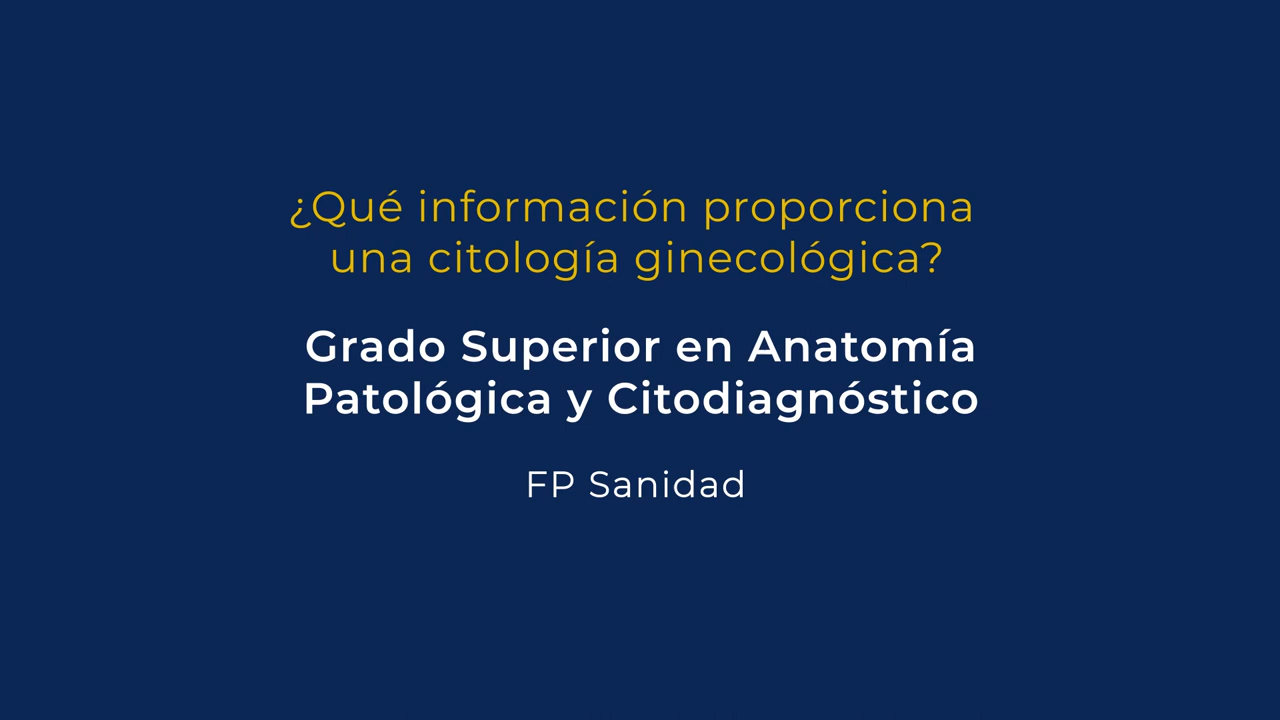 ¿Qué información proporciona
una citología ginecológica?
Grado Superior en Anatomía
Patológica y Citodiagnóstico
FP Sanidad